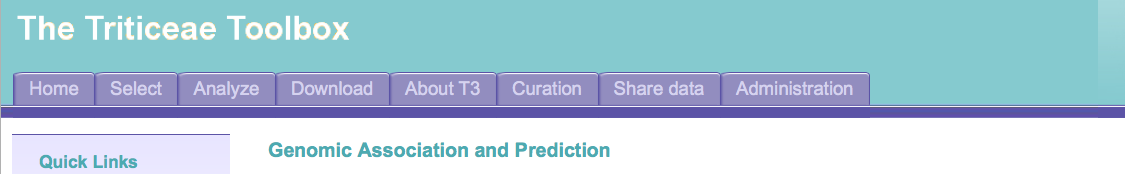 The Triticeae Toolbox
Home Select Analyze Download About T3 Curation Share data Administration
Quick Links
Genomic Association and Prediction